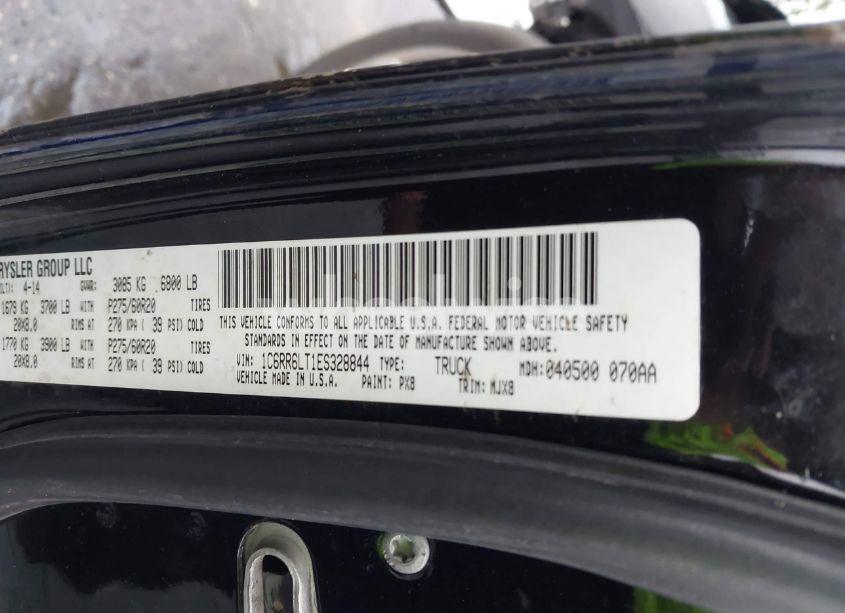 RYSLER GROUP LLC
4-14 GVWR: 3085 KG 6800 LB
1679 KG 3700 LB WITH P275/60R20 TIRES
20X8.0 RIMS AT 270 KPA ( 39 PSI) COLD
1770 KG 3900 LB WITH P275/60R20 TIRES
20X8.0 RIMS AT 270 KPA ( 39 PSI) COLD
THIS VEHICLE CONFORMS TO ALL APPLICABLE U.S.A. FEDERAL MOTOR VEHICLE SAFETY
STANDARDS IN EFFECT ON THE DATE OF MANUFACTURE SHOWN ABOVE.
VIN: 1C6RR6LT1ES328844 TYPE: TRUCK MDH: 040500 070AA
VEHICLE MADE IN U.S.A. PAINT: PX8 TRIM: MJX8